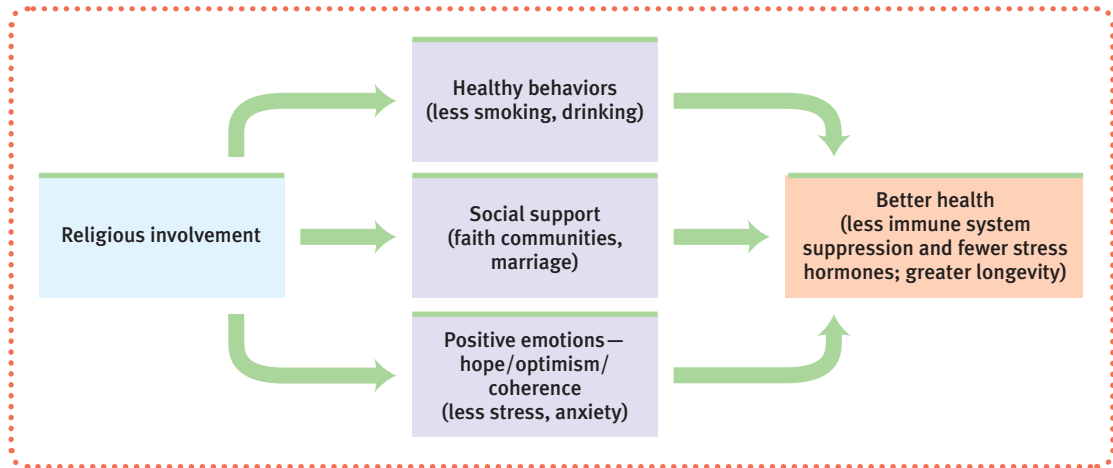 Religious involvement
Healthy behaviors
(less smoking, drinking)
Social support
(faith communities,
marriage)
Positive emotions—
hope/optimism/
coherence
(less stress, anxiety)
Better health
(less immune system
suppression and fewer stress
hormones; greater longevity)